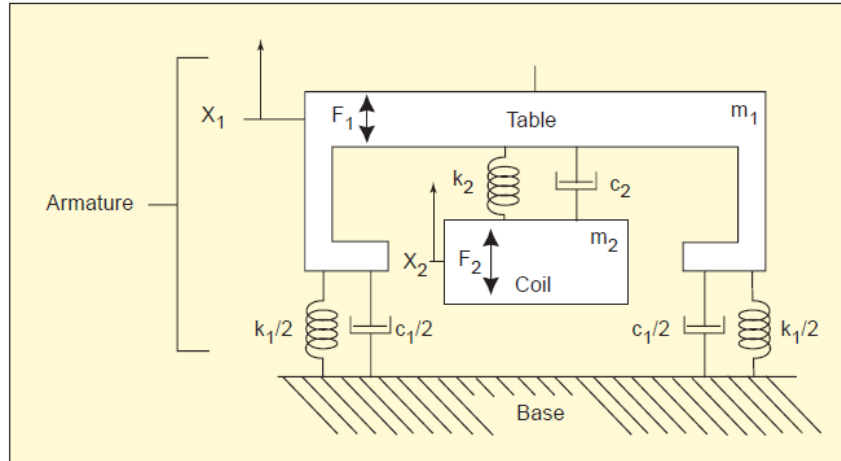 X1
F1
Table
m1
Armature
k2
c2
X2
F2
m2
Coil
k1/2
c1/2
c1/2
k1/2
Base